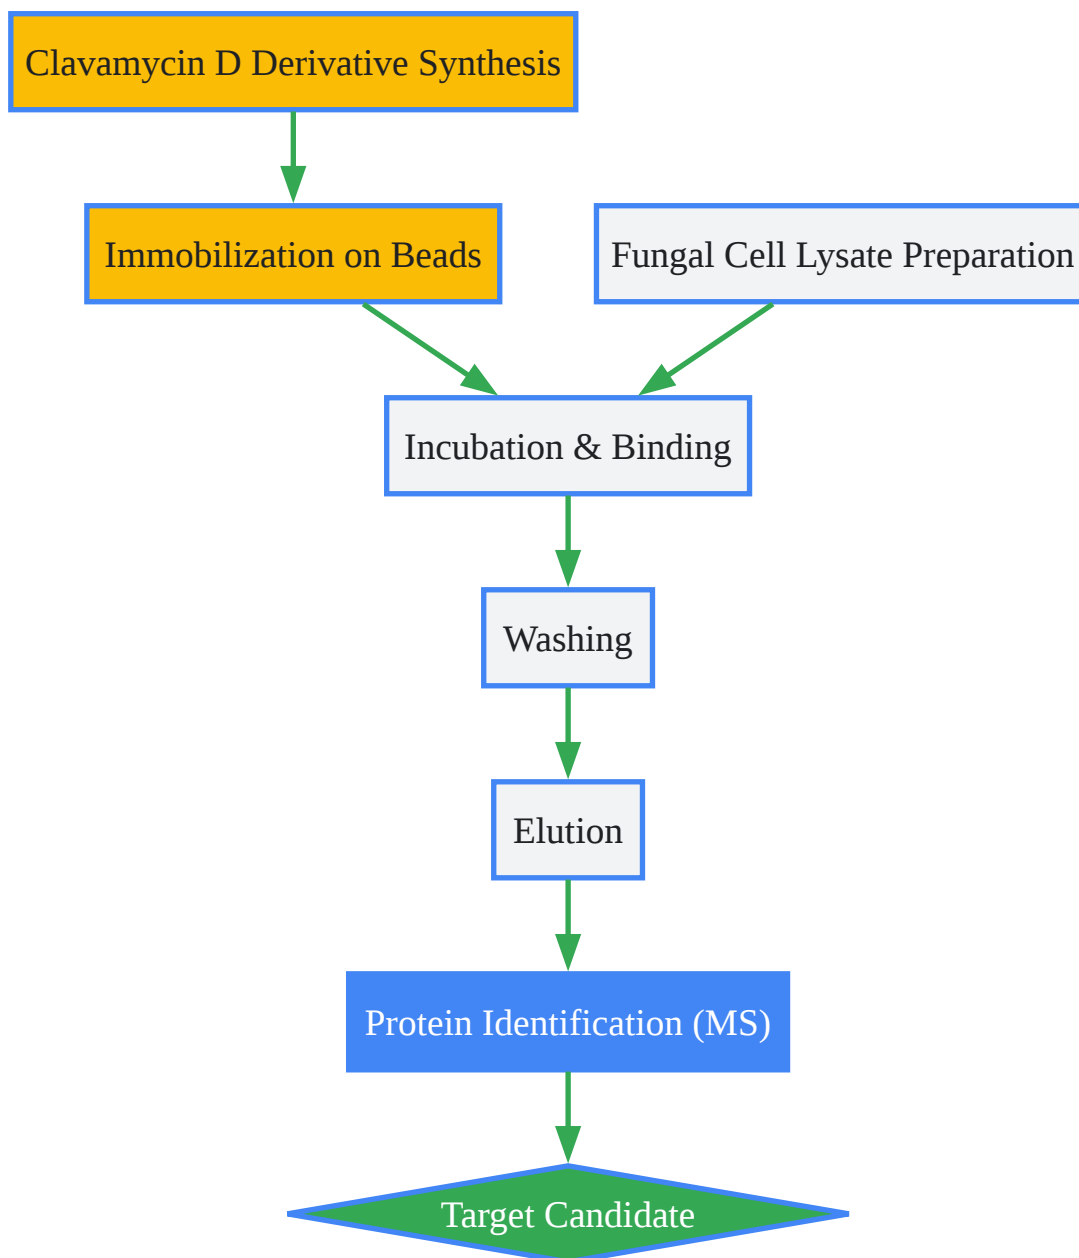 Clavamycin D Derivative Synthesis
Immobilization on Beads
Fungal Cell Lysate Preparation
Incubation & Binding
Washing
Elution
Protein Identification (MS)
Target Candidate